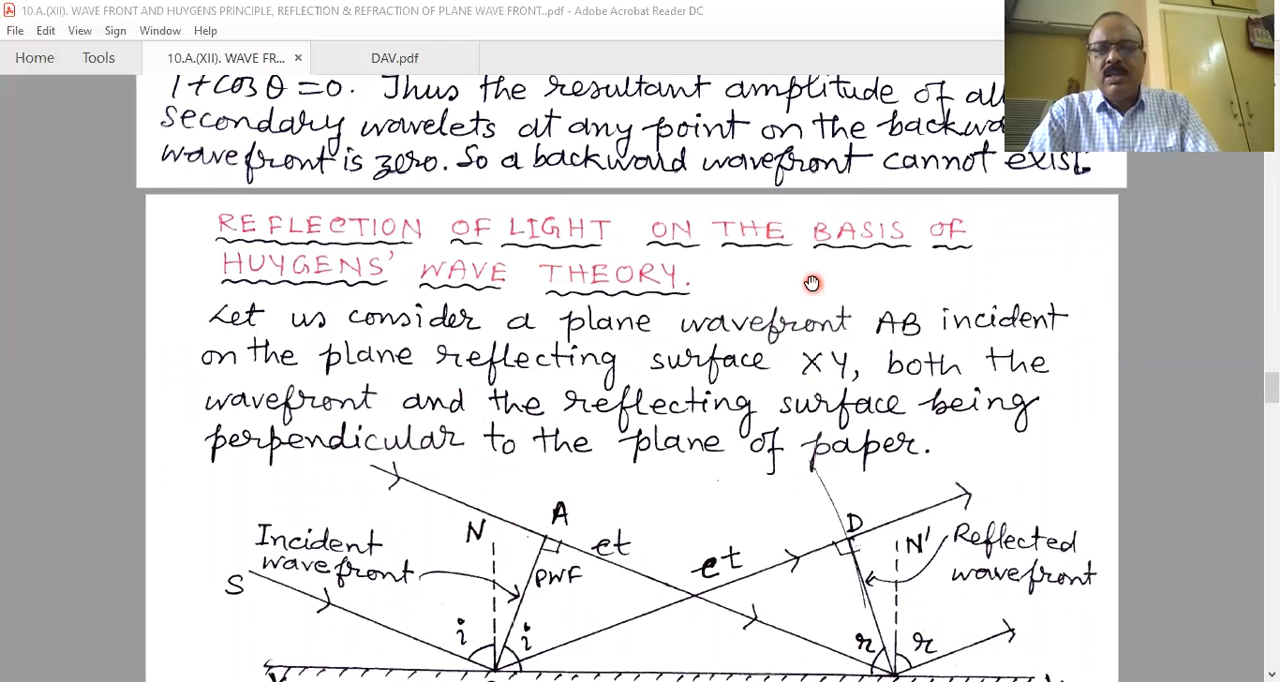 10.A.(XII). WAVE FRONT AND HUYGENS PRINCIPLE, REFLECTION & REFRACTION OF PLANE WAVE FRONT..pdf - Adobe Acrobat Reader DC
File Edit View Sign Window Help
Home Tools 10.A.(XII). WAVE FR... × DAV.pdf
1+cosθ=0. Thus the resultant amplitude of all
secondary wavelets at any point on the backwa
wavefront is zero. So a backward wavefront cannot exist.
REFLECTION OF LIGHT ON THE BASIS OF
HUYGENS' WAVE THEORY.
Let us consider a plane wavefront AB incident
on the plane reflecting surface XY, both the
wavefront and the reflecting surface being
perpendicular to the plane of paper.
N A D N'
Incident wavefront
ct ct
Reflected wavefront
S PWF
i i r r